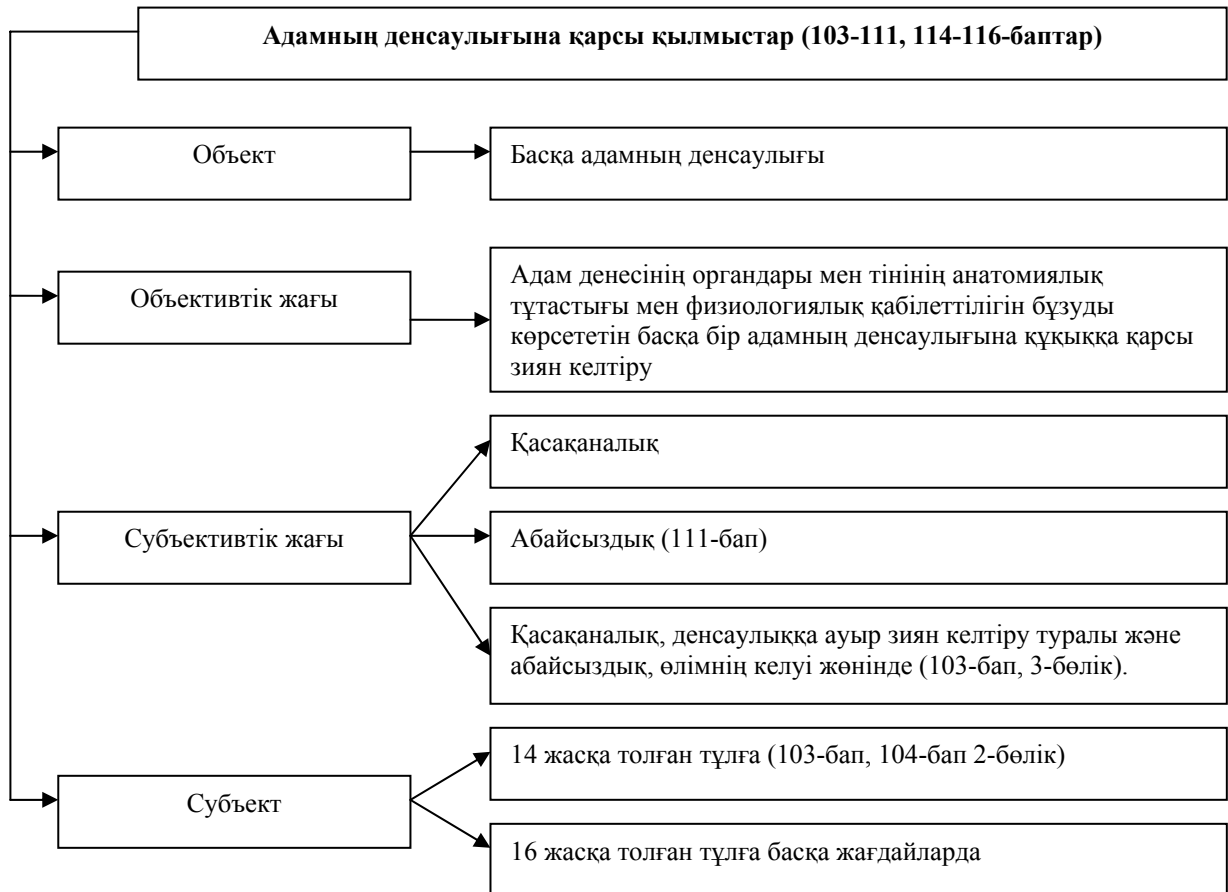 Адамның денсаулығына қарсы қылмыстар (103-111, 114-116-баптар)
Объект
Басқа адамның денсаулығы
Объективтік жағы
Адам денесінің органдары мен тінінің анатомиялық
тұтастығы мен физиологиялық қабілеттілігін бұзуды
көрсететін басқа бір адамның денсаулығына құқыққа қарсы
зиян келтіру
Субъективтік жағы
Қасақаналық
Абайсыздық (111-бап)
Қасақаналық, денсаулыққа ауыр зиян келтіру туралы және
абайсыздық, өлімнің келуі жөнінде (103-бап, 3-бөлік).
Субъект
14 жасқа толған тұлға (103-бап, 104-бап 2-бөлік)
16 жасқа толған тұлға басқа жағдайларда